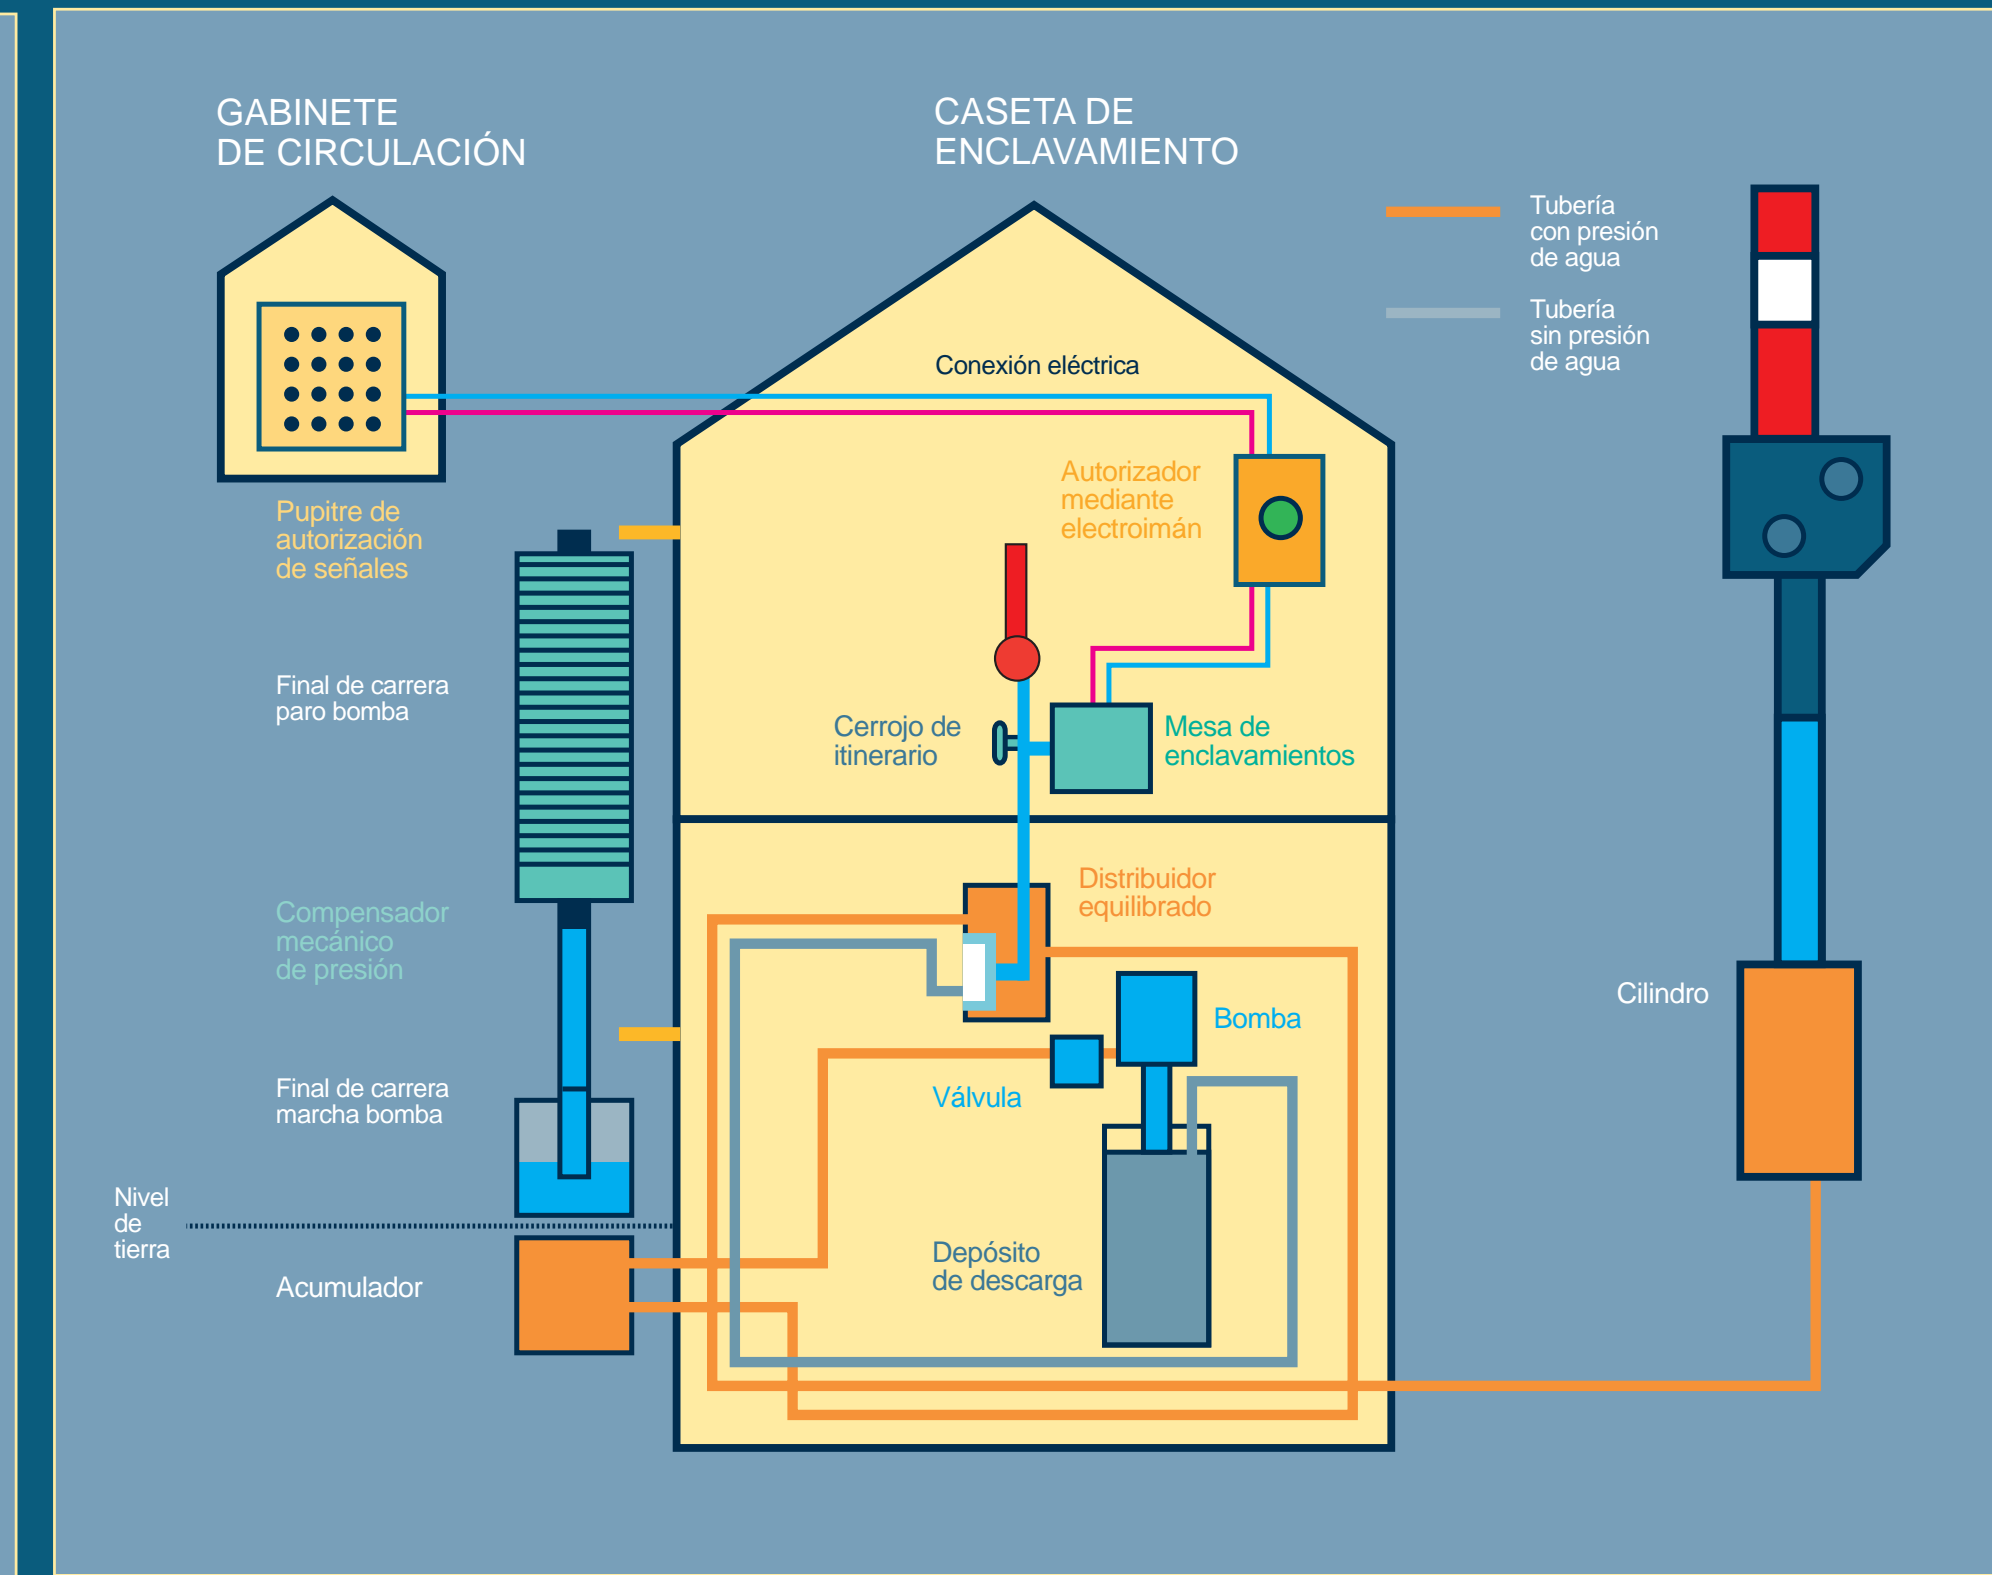 GABINETE
DE CIRCULACIÓN
CASETA DE
ENCLAVAMIENTO
Tubería
con presión
de agua
Tubería
sin presión
de agua
Conexión eléctrica
Autorizador
mediante
electroimán
Pupitre de
autorización
de señales
Final de carrera
paro bomba
Cerrojo de
itinerario
Mesa de
enclavamientos
Distribuidor
equilibrado
Compensador
mecánico
de presión
Cilindro
Bomba
Válvula
Final de carrera
marcha bomba
Nivel
de
tierra
Depósito
de descarga
Acumulador